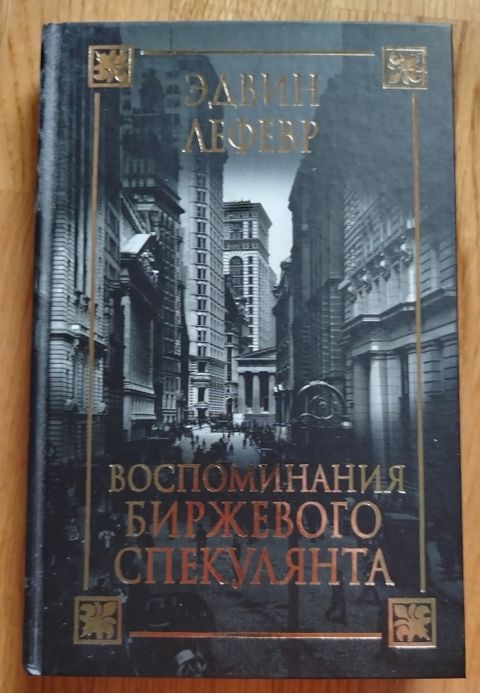 ЭДВИН
ЛЕФЕВР
ВОСПОМИНАНИЯ
БИРЖЕВОГО
СПЕКУЛЯНТА